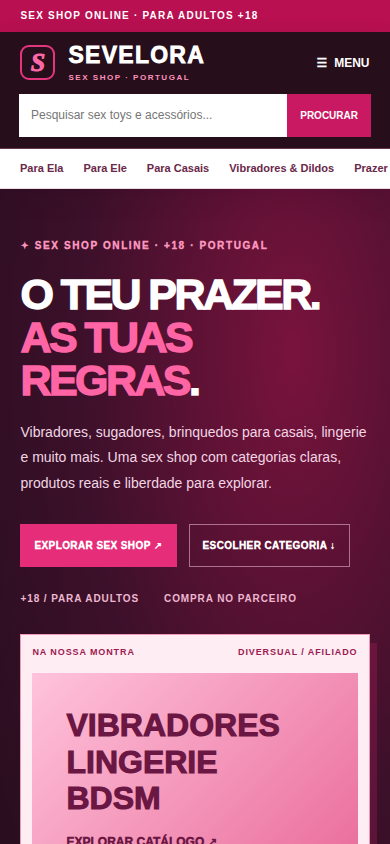 SEX SHOP ONLINE · PARA ADULTOS +18
S
SEVELORA
SEX SHOP · PORTUGAL
☰ MENU
Pesquisar sex toys e acessórios...
PROCURAR
Para Ela Para Ele Para Casais Vibradores & Dildos Prazer
✦ SEX SHOP ONLINE · +18 · PORTUGAL
O TEU PRAZER.
AS TUAS
REGRAS.
Vibradores, sugadores, brinquedos para casais, lingerie
e muito mais. Uma sex shop com categorias claras,
produtos reais e liberdade para explorar.
EXPLORAR SEX SHOP ↗
ESCOLHER CATEGORIA ↓
+18 / PARA ADULTOS
COMPRA NO PARCEIRO
NA NOSSA MONTRA
DIVERSUAL / AFILIADO
VIBRADORES
LINGERIE
BDSM
EXPLORAR CATÁLOGO ↗